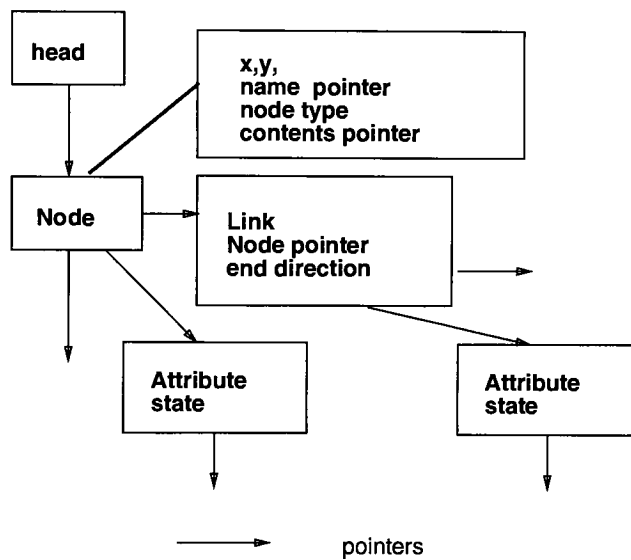 head
x,y,
name pointer
node type
contents pointer
Node
Link
Node pointer
end direction
Attribute
state
Attribute
state
pointers